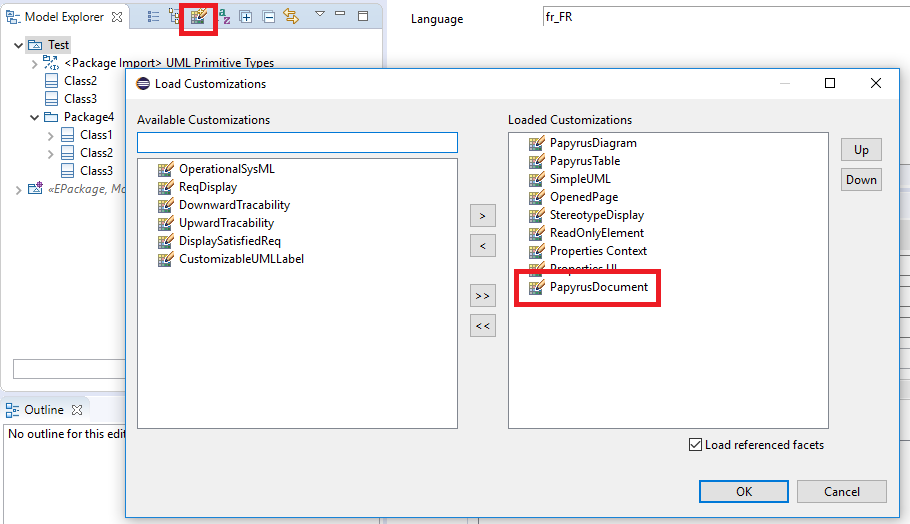 Model Explorer
Language
fr_FR
Test
<Package Import> UML Primitive Types
Class2
Class3
Package4
Class1
Class2
Class3
«EPackage, Mo
Load Customizations
Available Customizations
OperationalSysML
ReqDisplay
DownwardTracability
UpwardTracability
DisplaySatisfiedReq
CustomizableUMLLabel
>
<
>>
<<
Loaded Customizations
PapyrusDiagram
PapyrusTable
SimpleUML
OpenedPage
StereotypeDisplay
ReadOnlyElement
Properties Context
Properties UI
PapyrusDocument
Up
Down
Load referenced facets
OK
Cancel
Outline
No outline for this edit